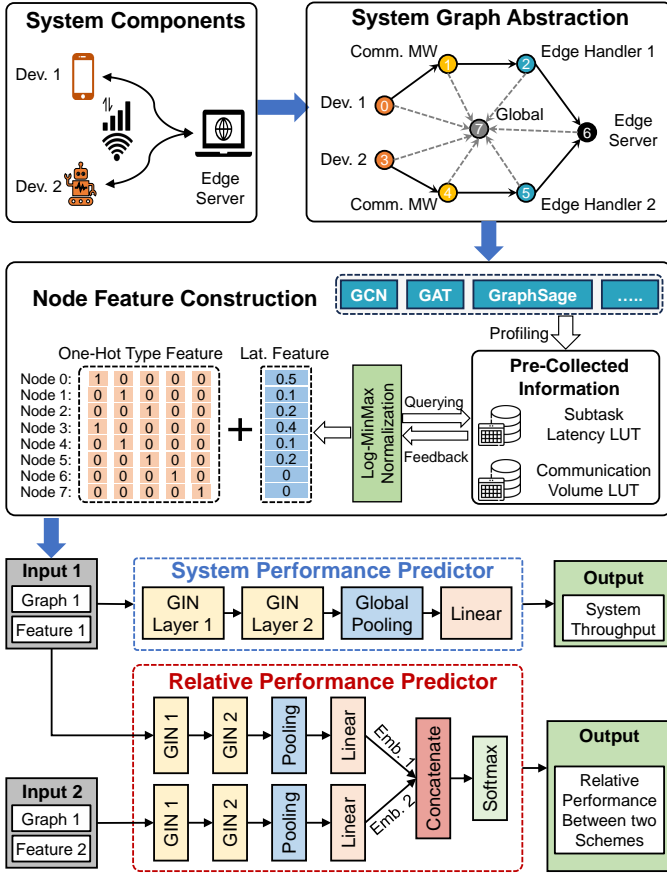 System Components
Dev. 1
Dev. 2
Edge
Server
System Graph Abstraction
Comm. MW
Edge Handler 1
1
2
Dev. 1
0
Global
7
Edge
Server
6
Dev. 2
3
4
5
Comm. MW
Edge Handler 2
Node Feature Construction
GCN
GAT
GraphSage
.....
Profiling
One-Hot Type Feature
Lat. Feature
Node 0: 1 0 0 0 0 0.5
Node 1: 0 1 0 0 0 0.1
Node 2: 0 0 1 0 0 0.2
Node 3: 1 0 0 0 0 0.4
Node 4: 0 1 0 0 0 0.1
Node 5: 0 0 1 0 0 0.2
Node 6: 0 0 0 1 0 0
Node 7: 0 0 0 0 1 0
+
Log-MinMax
Normalization
Querying
Feedback
Pre-Collected
Information
Subtask
Latency LUT
Communication
Volume LUT
Input 1
Graph 1
Feature 1
System Performance Predictor
GIN
Layer 1
GIN
Layer 2
Global
Pooling
Linear
Output
System
Throughput
Relative Performance Predictor
GIN 1
GIN 2
Pooling
Linear
Emb. 1
Input 2
Graph 1
Feature 2
GIN 1
GIN 2
Pooling
Linear
Emb. 2
Concatenate
Softmax
Output
Relative
Performance
Between two
Schemes